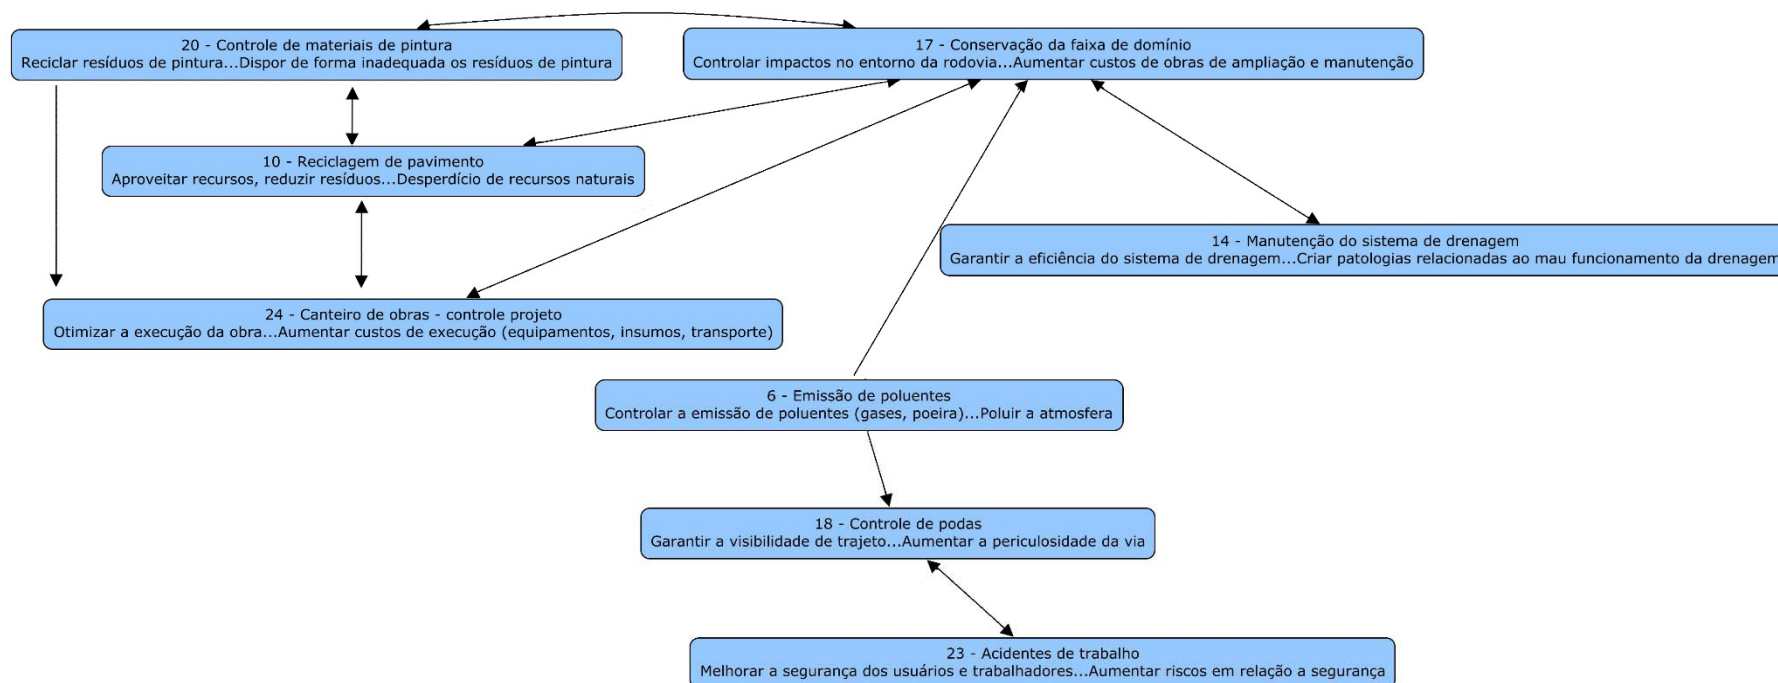 20 - Controle de materiais de pintura
Reciclar resíduos de pintura...Dispor de forma inadequada os resíduos de pintura
17 - Conservação da faixa de domínio
Controlar impactos no entorno da rodovia...Aumentar custos de obras de ampliação e manutenção
10 - Reciclagem de pavimento
Aproveitar recursos, reduzir resíduos...Desperdício de recursos naturais
14 - Manutenção do sistema de drenagem
Garantir a eficiência do sistema de drenagem...Criar patologias relacionadas ao mau funcionamento da drenagem
24 - Canteiro de obras - controle projeto
Otimizar a execução da obra...Aumentar custos de execução (equipamentos, insumos, transporte)
6 - Emissão de poluentes
Controlar a emissão de poluentes (gases, poeira)...Poluir a atmosfera
18 - Controle de podas
Garantir a visibilidade de trajeto...Aumentar a periculosidade da via
23 - Acidentes de trabalho
Melhorar a segurança dos usuários e trabalhadores...Aumentar riscos em relação a segurança